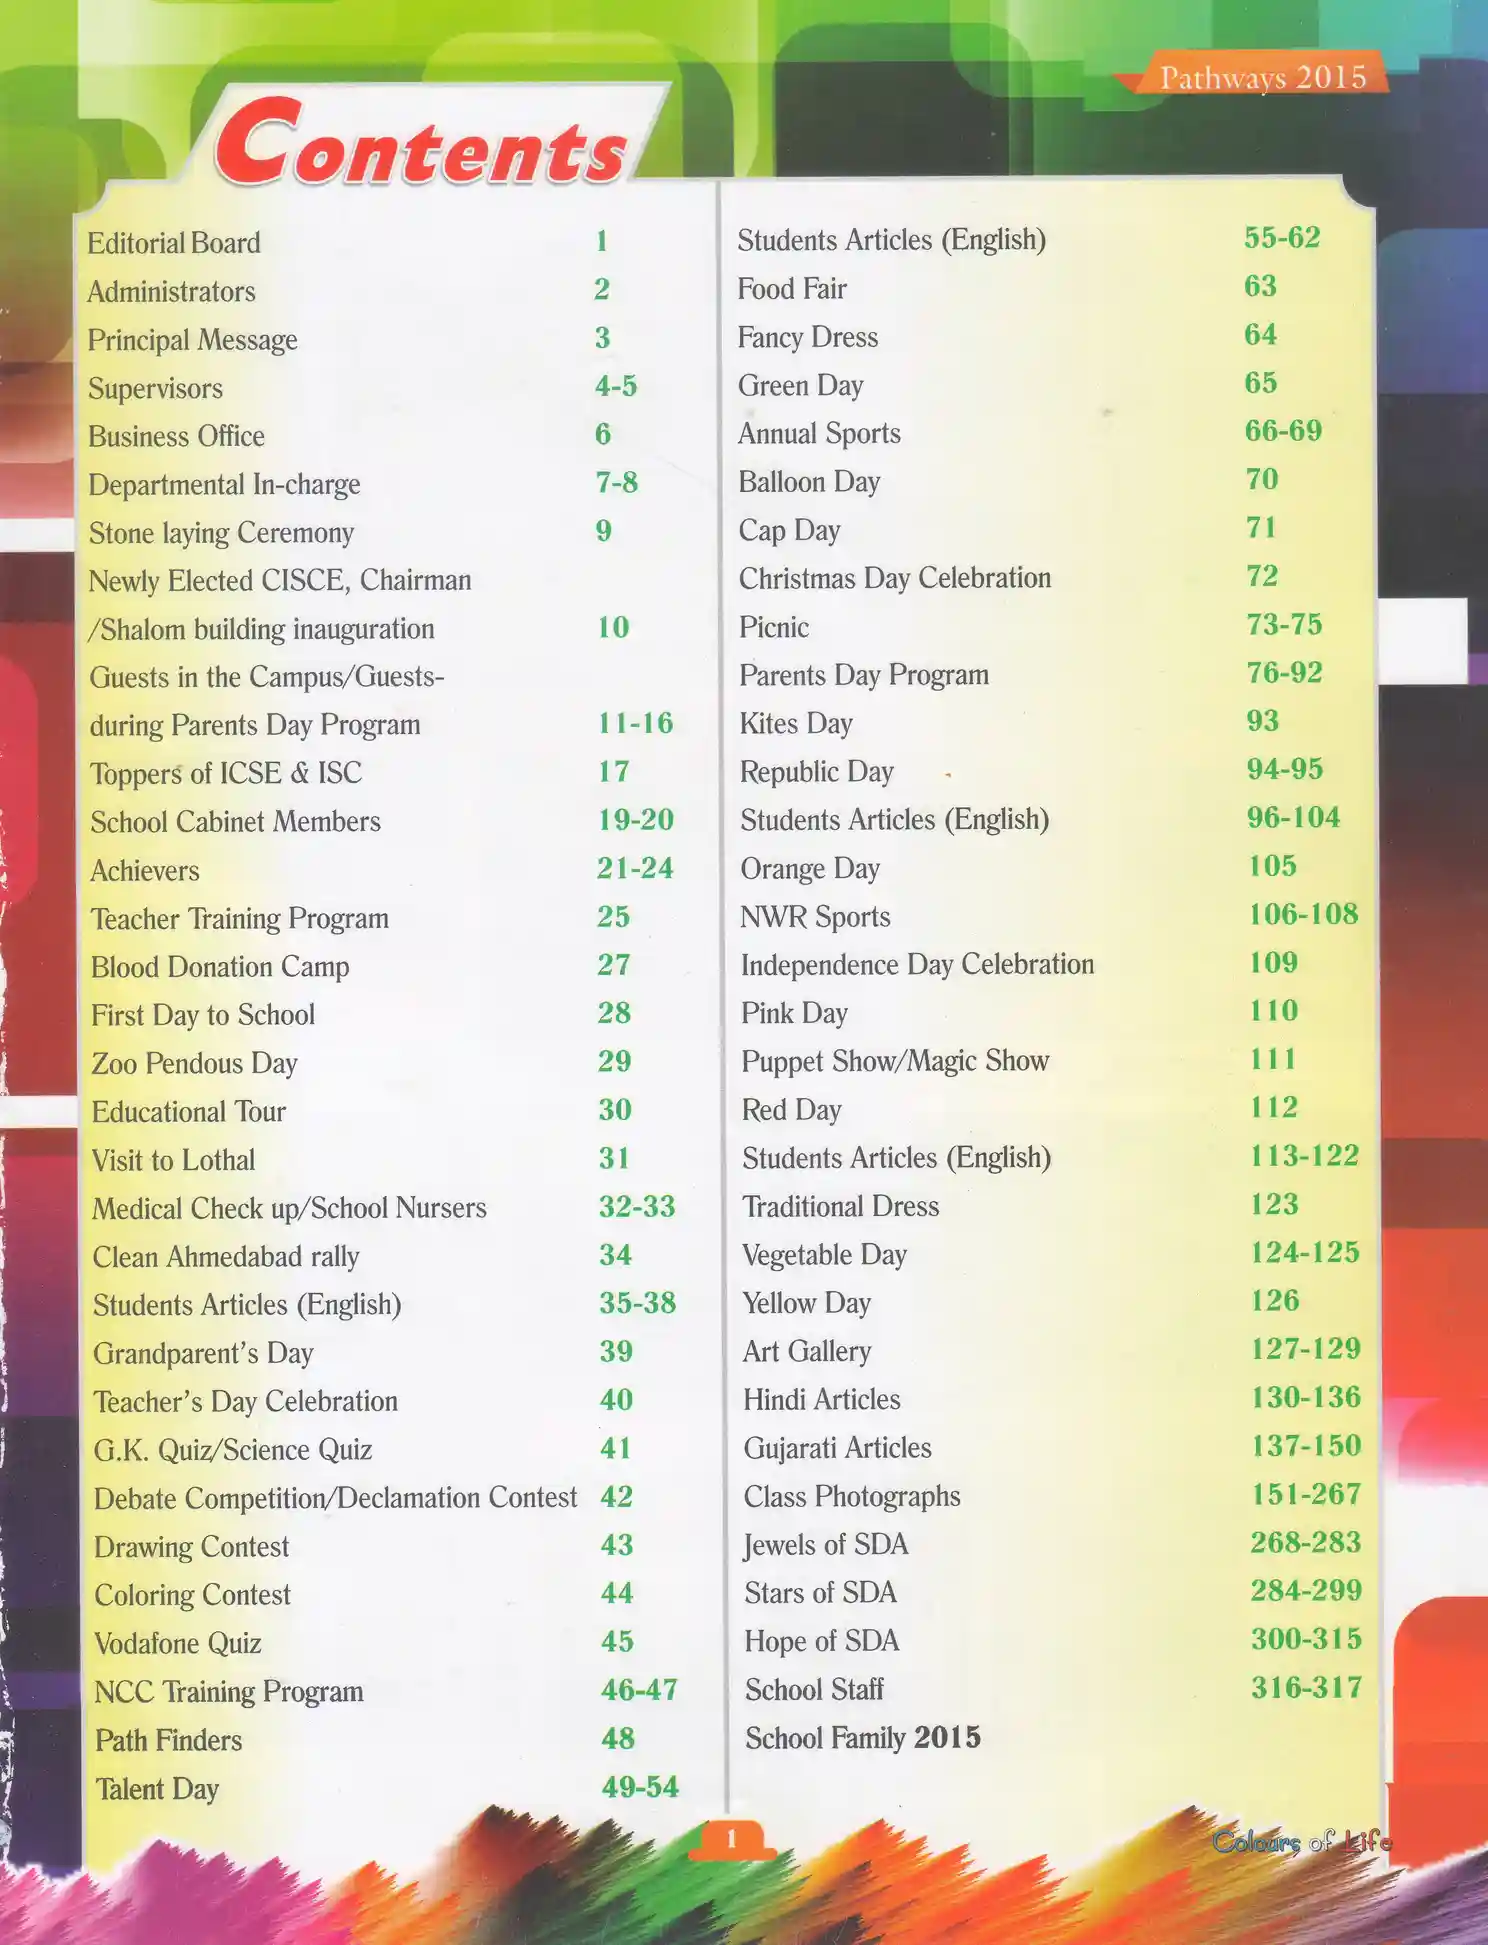 Pathways 2015
Contents
Editorial Board 1
Administrators 2
Principal Message 3
Supervisors 4-5
Business Office 6
Departmental In-charge 7-8
Stone laying Ceremony 9
Newly Elected CISCE, Chairman
/Shalom building inauguration 10
Guests in the Campus/Guests-
during Parents Day Program 11-16
Toppers of ICSE & ISC 17
School Cabinet Members 19-20
Achievers 21-24
Teacher Training Program 25
Blood Donation Camp 27
First Day to School 28
Zoo Pendous Day 29
Educational Tour 30
Visit to Lothal 31
Medical Check up/School Nursers 32-33
Clean Ahmedabad rally 34
Students Articles (English) 35-38
Grandparent's Day 39
Teacher's Day Celebration 40
G.K. Quiz/Science Quiz 41
Debate Competition/Declamation Contest 42
Drawing Contest 43
Coloring Contest 44
Vodafone Quiz 45
NCC Training Program 46-47
Path Finders 48
Talent Day 49-54
Students Articles (English) 55-62
Food Fair 63
Fancy Dress 64
Green Day 65
Annual Sports 66-69
Balloon Day 70
Cap Day 71
Christmas Day Celebration 72
Picnic 73-75
Parents Day Program 76-92
Kites Day 93
Republic Day 94-95
Students Articles (English) 96-104
Orange Day 105
NWR Sports 106-108
Independence Day Celebration 109
Pink Day 110
Puppet Show/Magic Show 111
Red Day 112
Students Articles (English) 113-122
Traditional Dress 123
Vegetable Day 124-125
Yellow Day 126
Art Gallery 127-129
Hindi Articles 130-136
Gujarati Articles 137-150
Class Photographs 151-267
Jewels of SDA 268-283
Stars of SDA 284-299
Hope of SDA 300-315
School Staff 316-317
School Family 2015
1
Colours of Life